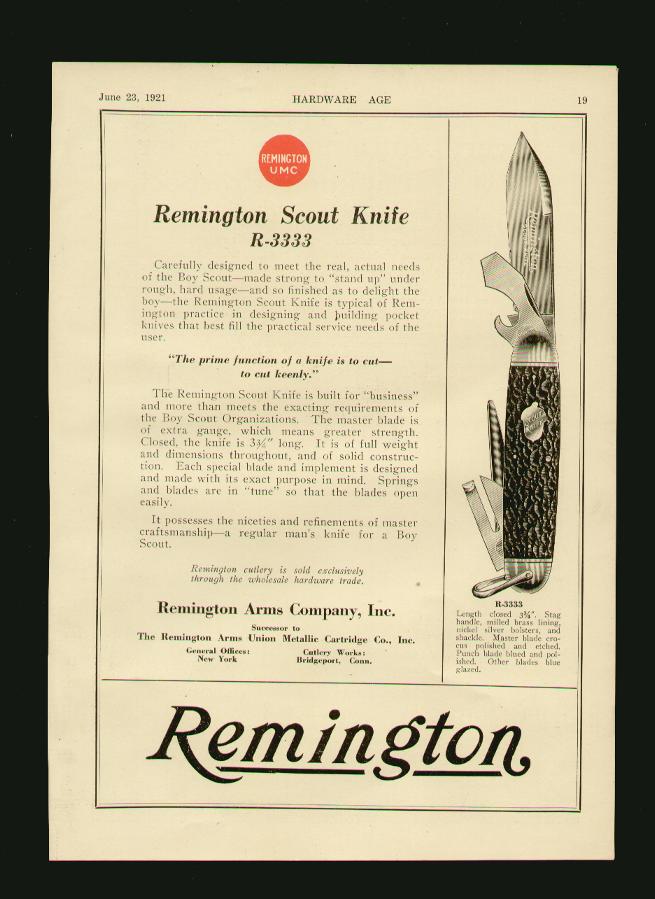 June 23, 1921 HARDWARE AGE 19
REMINGTON
UMC
Remington Scout Knife
R-3333
Carefully designed to meet the real, actual needs
of the Boy Scout—made strong to "stand up" under
rough, hard usage—and so finished as to delight the
boy—the Remington Scout Knife is typical of Rem-
ington practice in designing and building pocket
knives that best fill the practical service needs of the
user.
"The prime function of a knife is to cut—
to cut keenly."
The Remington Scout Knife is built for "business"
and more than meets the exacting requirements of
the Boy Scout Organizations. The master blade is
of extra gauge, which means greater strength.
Closed, the knife is 3¾" long. It is of full weight
and dimensions throughout, and of solid construc-
tion. Each special blade and implement is designed
and made with its exact purpose in mind. Springs
and blades are in "tune" so that the blades open
easily.
It possesses the niceties and refinements of master
craftsmanship—a regular man's knife for a Boy
Scout.
Remington cutlery is sold exclusively
through the wholesale hardware trade.
Remington Arms Company, Inc.
Successor to
The Remington Arms Union Metallic Cartridge Co., Inc.
General Offices: Cutlery Works:
New York Bridgeport, Conn.
R-3333
Length closed 3¾". Stag
handle, milled brass lining,
nickel silver bolsters, and
shackle. Master blade cro-
cus polished and etched.
Punch blade blued and pol-
ished. Other blades blue
glazed.
Remington